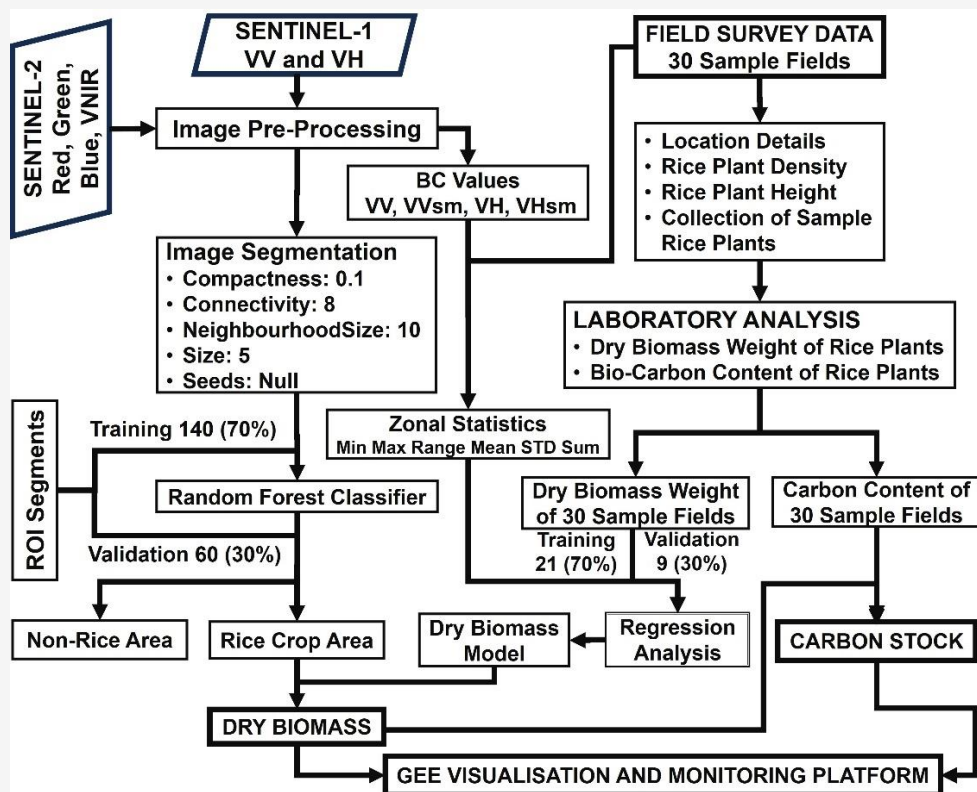 SENTINEL-2
Red, Green,
Blue, VNIR
SENTINEL-1
VV and VH
FIELD SURVEY DATA
30 Sample Fields
Image Pre-Processing
BC Values
VV, VVsm, VH, VHsm
• Location Details
• Rice Plant Density
• Rice Plant Height
• Collection of Sample
Rice Plants
Image Segmentation
• Compactness: 0.1
• Connectivity: 8
• NeighbourhoodSize: 10
• Size: 5
• Seeds: Null
LABORATORY ANALYSIS
• Dry Biomass Weight of Rice Plants
• Bio-Carbon Content of Rice Plants
ROI Segments
Training 140 (70%)
Zonal Statistics
Min Max Range Mean STD Sum
Random Forest Classifier
Validation 60 (30%)
Dry Biomass Weight
of 30 Sample Fields
Carbon Content of
30 Sample Fields
Training
21 (70%)
Validation
9 (30%)
Non-Rice Area
Rice Crop Area
Dry Biomass
Model
Regression
Analysis
CARBON STOCK
DRY BIOMASS
GEE VISUALISATION AND MONITORING PLATFORM